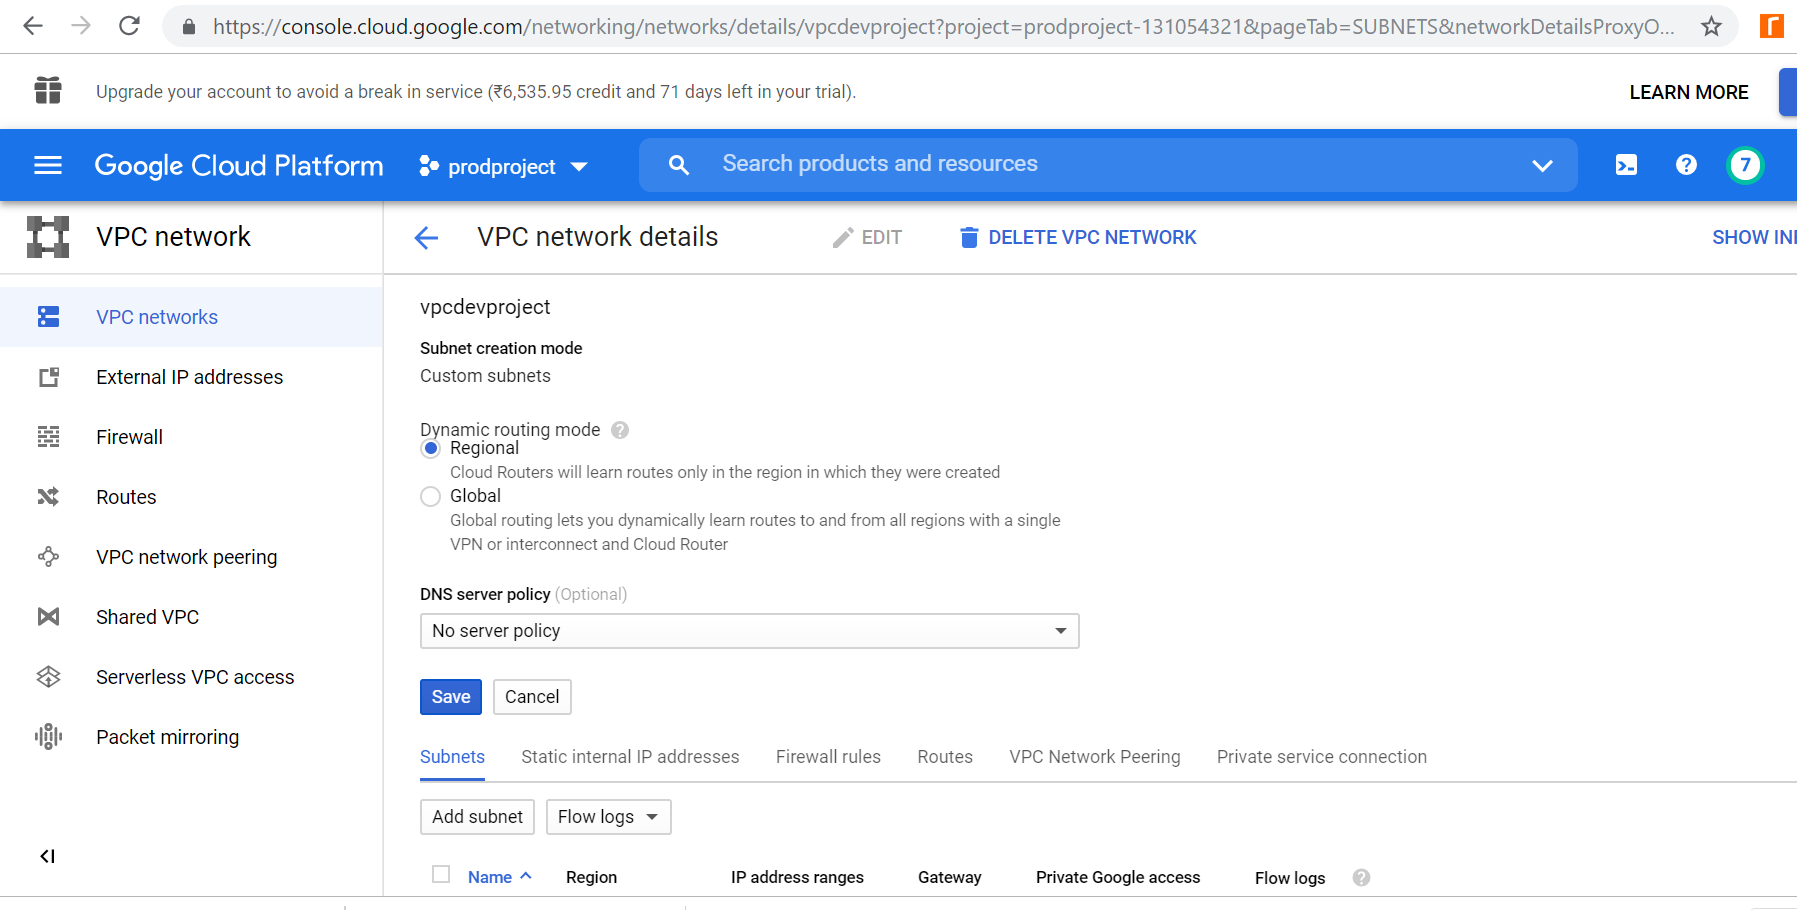 https://console.cloud.google.com/networking/networks/details/vpcdevproject?project=prodproject-131054321&pageTab=SUBNETS&networkDetailsProxyO...
Upgrade your account to avoid a break in service (₹6,535.95 credit and 71 days left in your trial).
LEARN MORE
Google Cloud Platform
prodproject
Search products and resources
7
VPC network
VPC network details
EDIT
DELETE VPC NETWORK
SHOW IN
VPC networks
External IP addresses
Firewall
Routes
VPC network peering
Shared VPC
Serverless VPC access
Packet mirroring
vpcdevproject
Subnet creation mode
Custom subnets
Dynamic routing mode
Regional
Cloud Routers will learn routes only in the region in which they were created
Global
Global routing lets you dynamically learn routes to and from all regions with a single
VPN or interconnect and Cloud Router
DNS server policy (Optional)
No server policy
Save
Cancel
Subnets
Static internal IP addresses
Firewall rules
Routes
VPC Network Peering
Private service connection
Add subnet
Flow logs
Name
Region
IP address ranges
Gateway
Private Google access
Flow logs